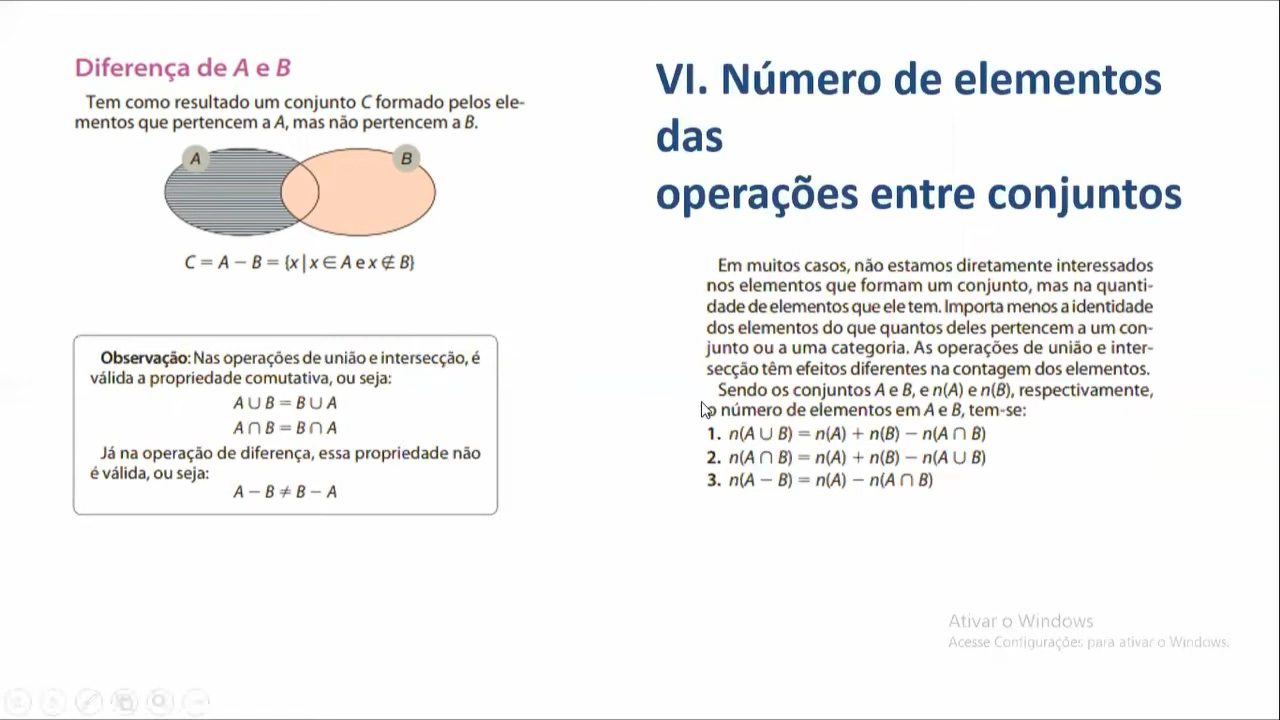 Diferença de A e B
Tem como resultado um conjunto C formado pelos ele-
mentos que pertencem a A, mas não pertencem a B.
A
B
C = A − B = {x | x ∈ A e x ∉ B}
Observação: Nas operações de união e intersecção, é
válida a propriedade comutativa, ou seja:
A ∪ B = B ∪ A
A ∩ B = B ∩ A
Já na operação de diferença, essa propriedade não
é válida, ou seja:
A − B ≠ B − A
VI. Número de elementos
das
operações entre conjuntos
Em muitos casos, não estamos diretamente interessados
nos elementos que formam um conjunto, mas na quanti-
dade de elementos que ele tem. Importa menos a identidade
dos elementos do que quantos deles pertencem a um con-
junto ou a uma categoria. As operações de união e inter-
secção têm efeitos diferentes na contagem dos elementos.
Sendo os conjuntos A e B, e n(A) e n(B), respectivamente,
o número de elementos em A e B, tem-se:
1. n(A ∪ B) = n(A) + n(B) − n(A ∩ B)
2. n(A ∩ B) = n(A) + n(B) − n(A ∪ B)
3. n(A − B) = n(A) − n(A ∩ B)
Ativar o Windows
Acesse Configurações para ativar o Windows.